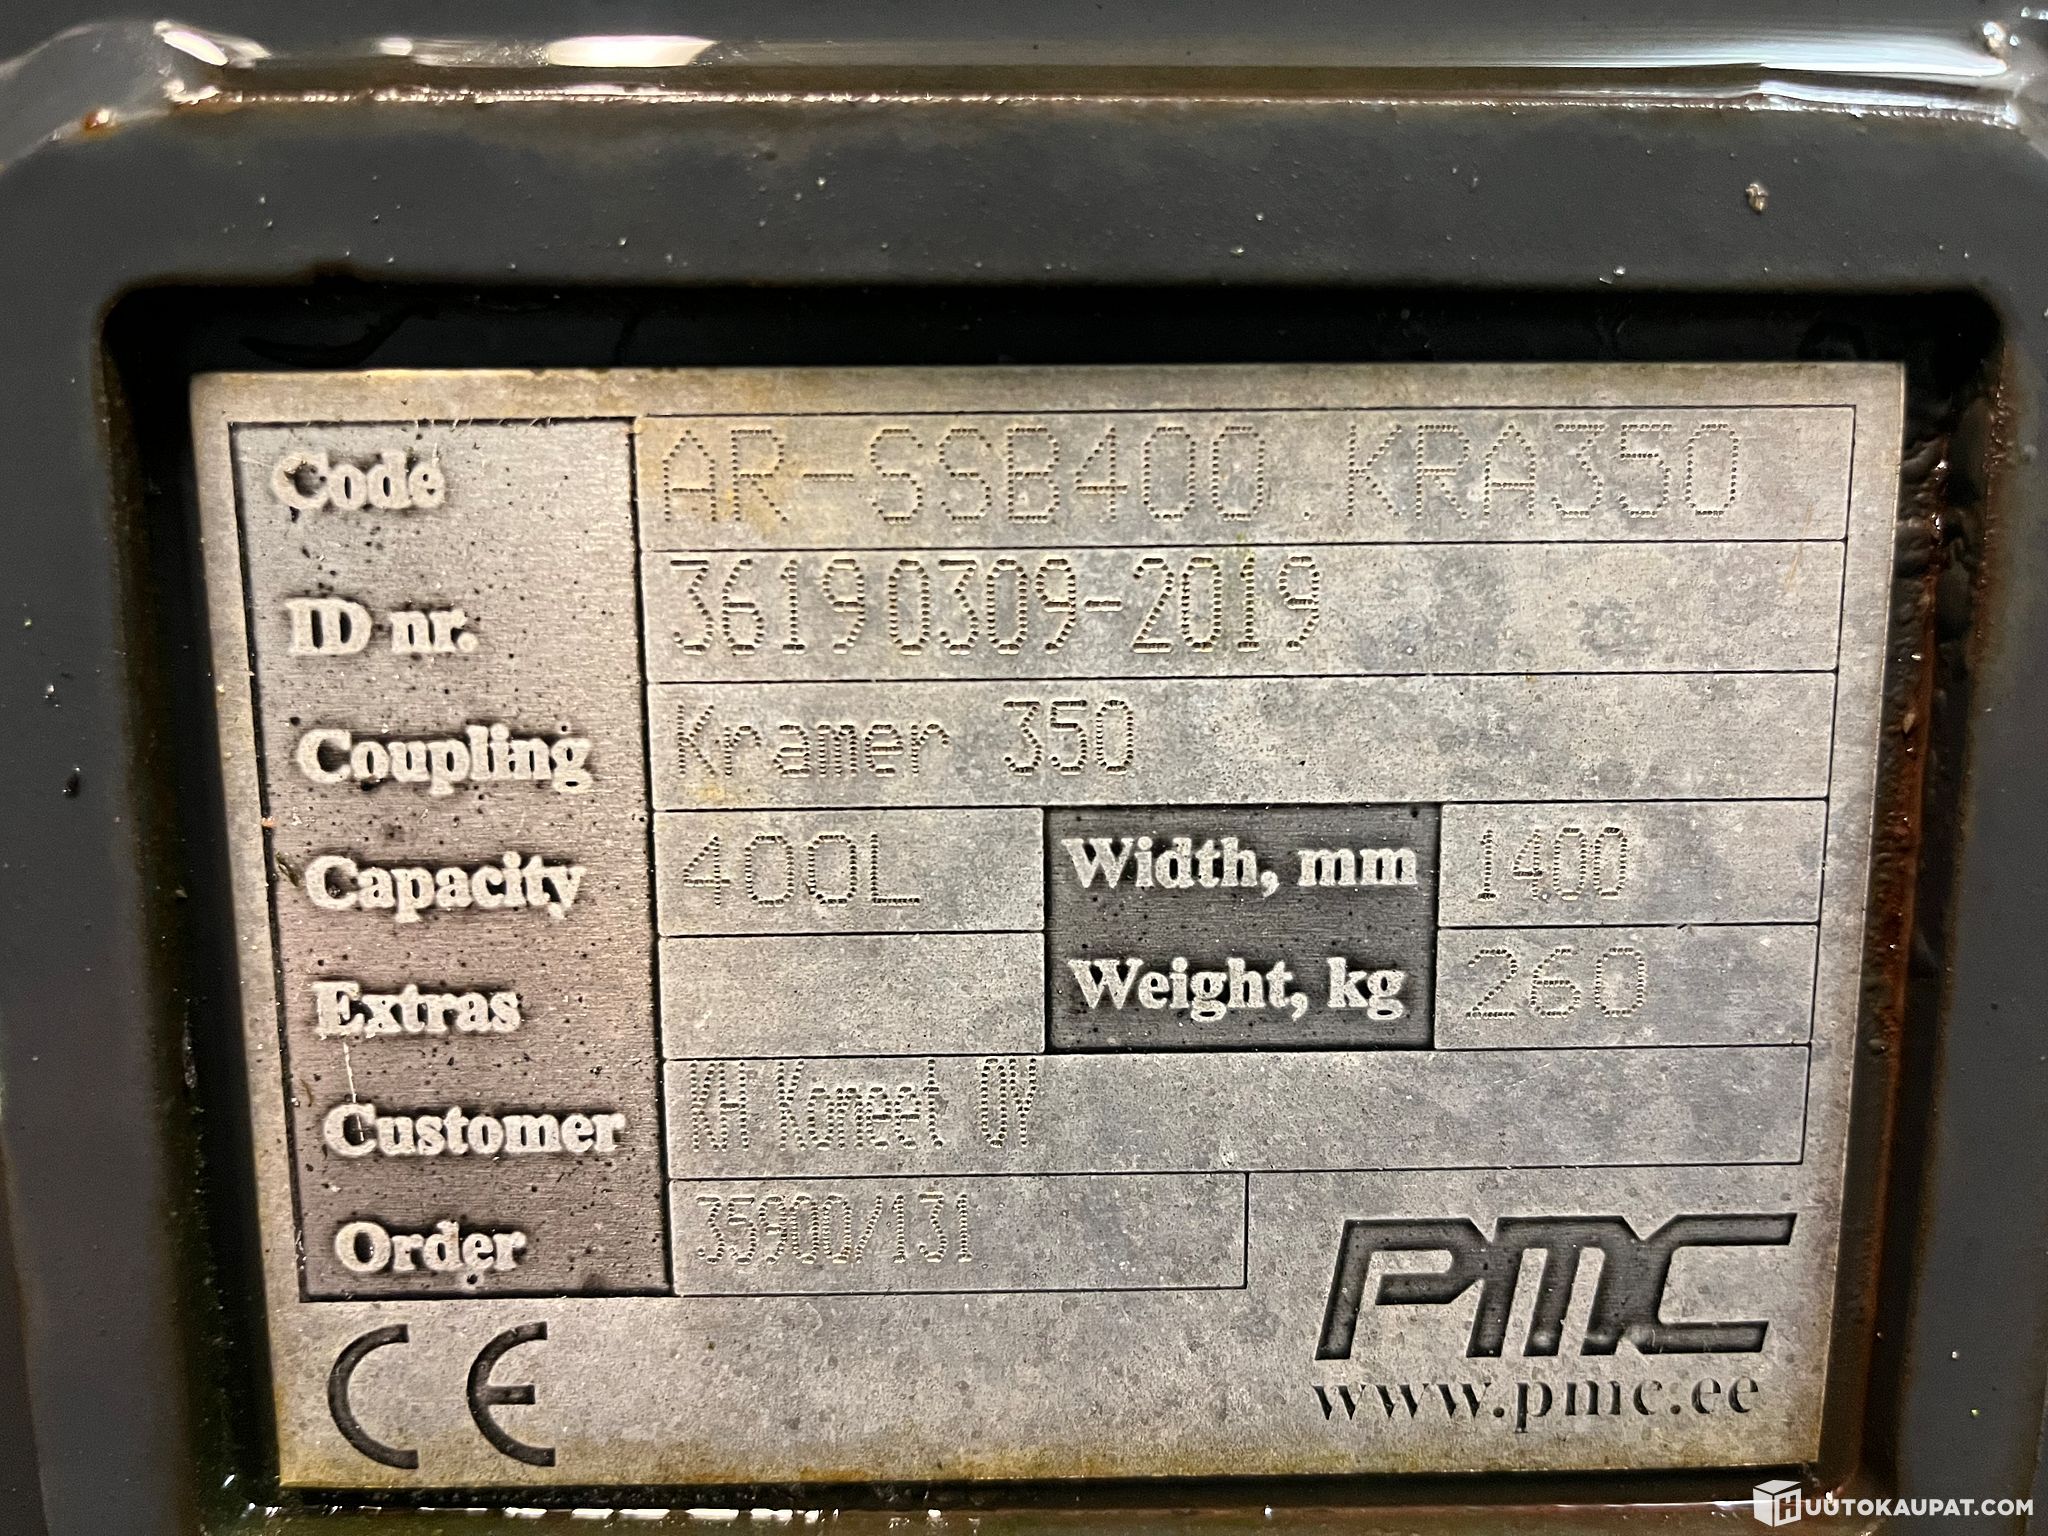 Code AR-SSB400.KRA350
ID nr. 36190309-2019
Coupling Kramer 350
Capacity 400L Width, mm 1400
Extras Weight, kg 260
Customer KH Koneet OY
Order 35900/131
CE PMC
www.pmc.ee
HUUTOKAUPAT.COM